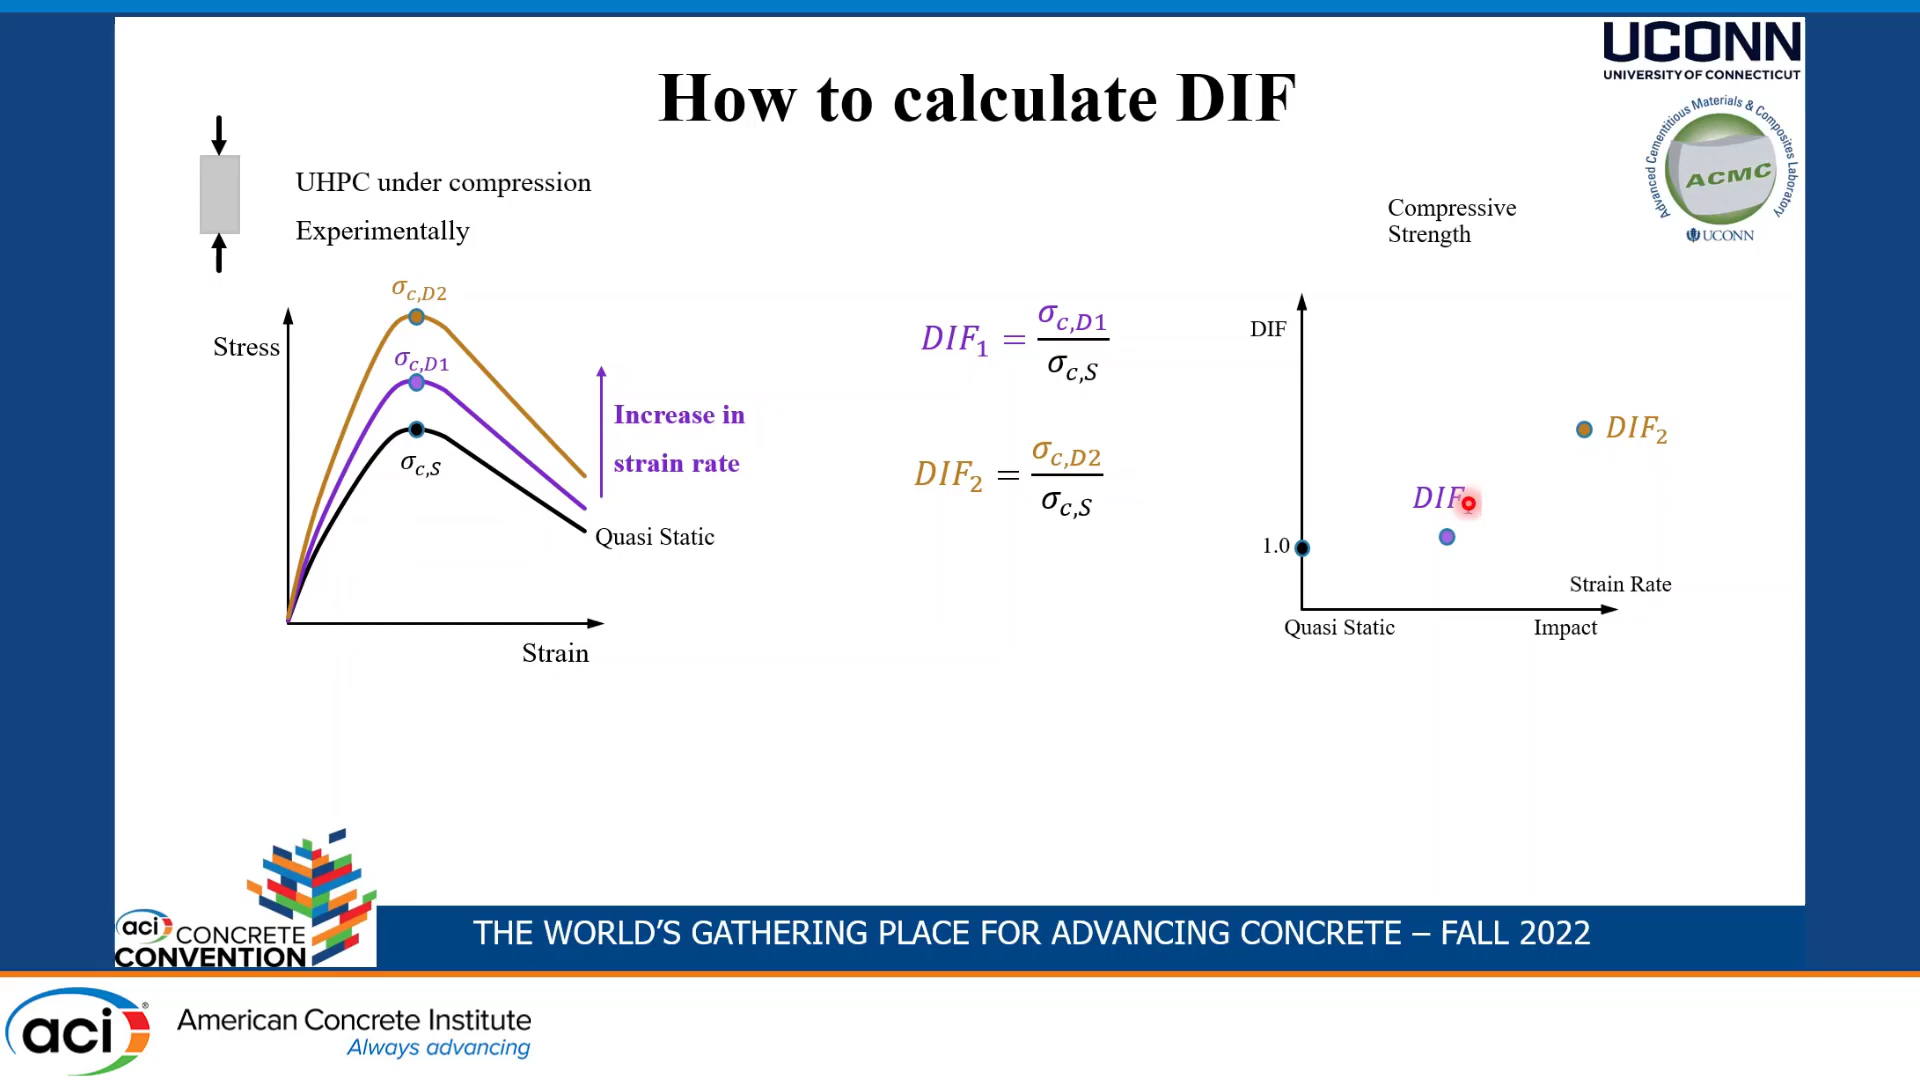 How to calculate DIF
UCONN
UNIVERSITY OF CONNECTICUT
Advanced Cementitious Materials & Composites Laboratory
ACMC
UCONN
UHPC under compression
Experimentally
Stress
σc,D2
σc,D1
σc,S
Increase in
strain rate
Quasi Static
Strain
DIF1 = σc,D1 / σc,S
DIF2 = σc,D2 / σc,S
Compressive
Strength
DIF
DIF2
DIF
1.0
Strain Rate
Quasi Static
Impact
aci CONCRETE
CONVENTION
THE WORLD'S GATHERING PLACE FOR ADVANCING CONCRETE – FALL 2022
aci®
American Concrete Institute
Always advancing